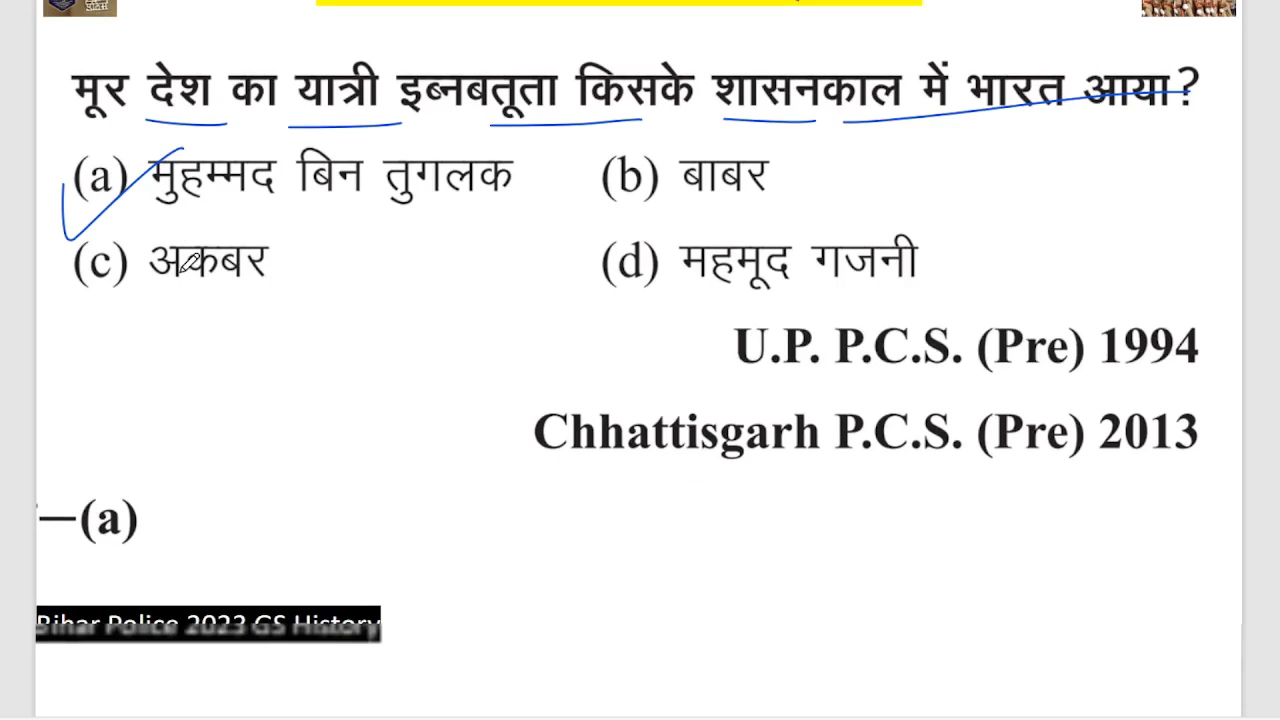 मूर देश का यात्री इब्नबतूता किसके शासनकाल में भारत आया?
(a) मुहम्मद बिन तुगलक (b) बाबर
(c) अकबर (d) महमूद गजनी
U.P. P.C.S. (Pre) 1994
Chhattisgarh P.C.S. (Pre) 2013
–(a)
Bihar Police 2023 GS History